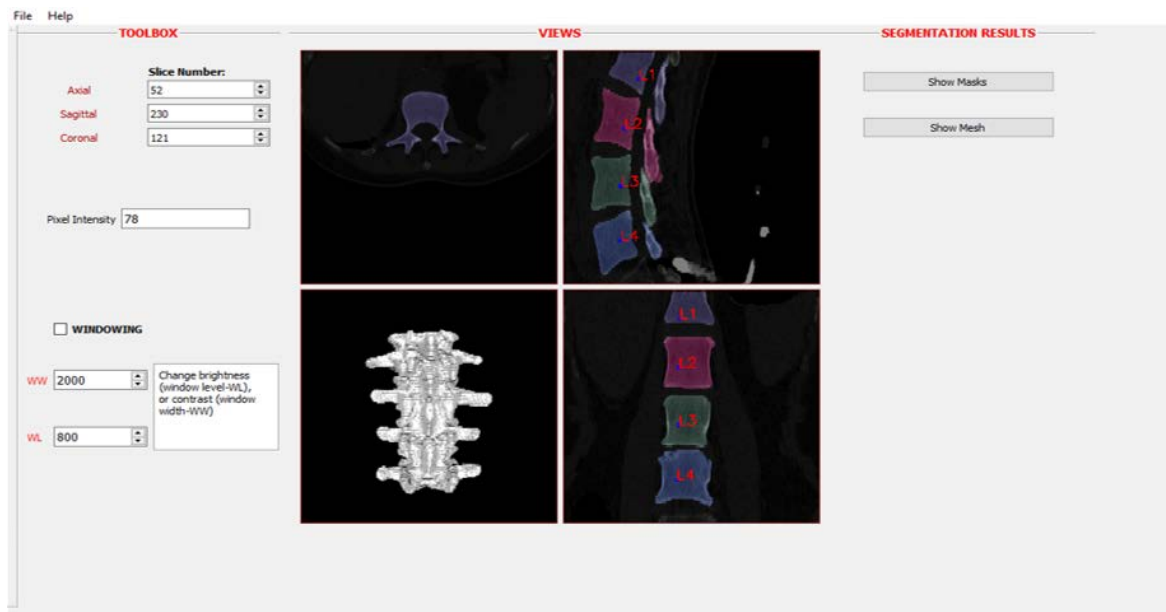 File Help
TOOLBOX
Slice Number:
Axial 52
Sagittal 230
Coronal 121
Pixel Intensity 78
WINDOWING
WW 2000
WL 800
Change brightness
(window level-WL),
or contrast (window
width-WW)
VIEWS
L1
L2
L3
L4
L1
L2
L3
L4
SEGMENTATION RESULTS
Show Masks
Show Mesh